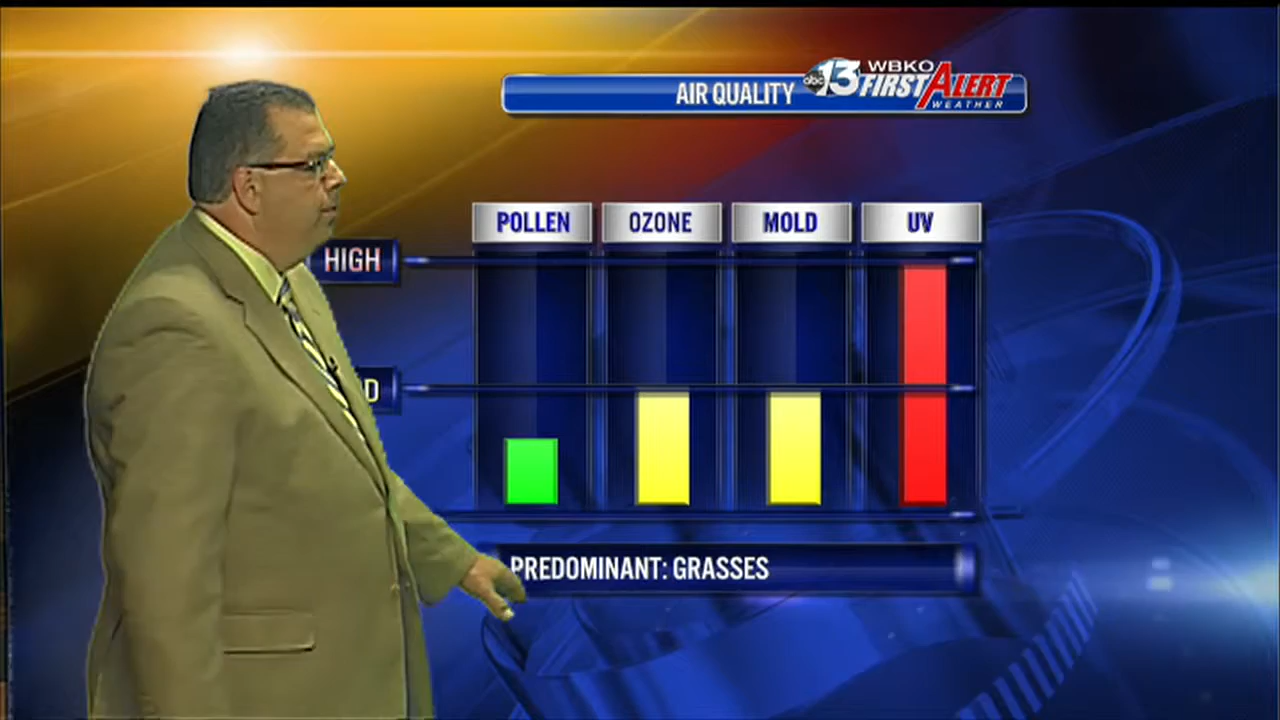 AIR QUALITY
abc 13 WBKO
FIRST ALERT
WEATHER
POLLEN OZONE MOLD UV
HIGH
D
PREDOMINANT: GRASSES